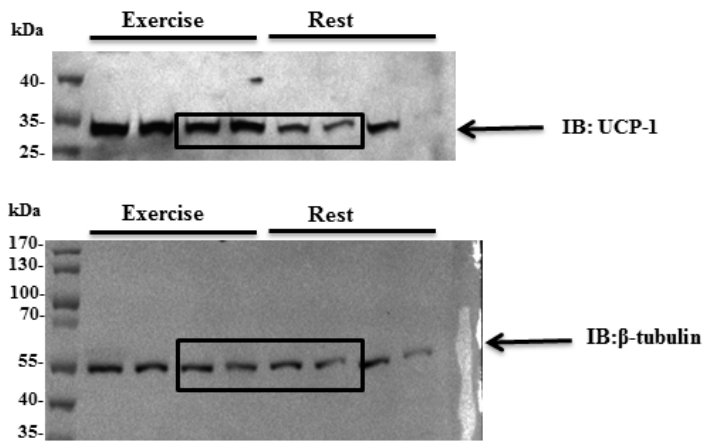 kDa
Exercise Rest
40-
35-
25-
IB: UCP-1
kDa
Exercise Rest
170-
130-
100-
70-
55-
40-
35-
IB:β-tubulin